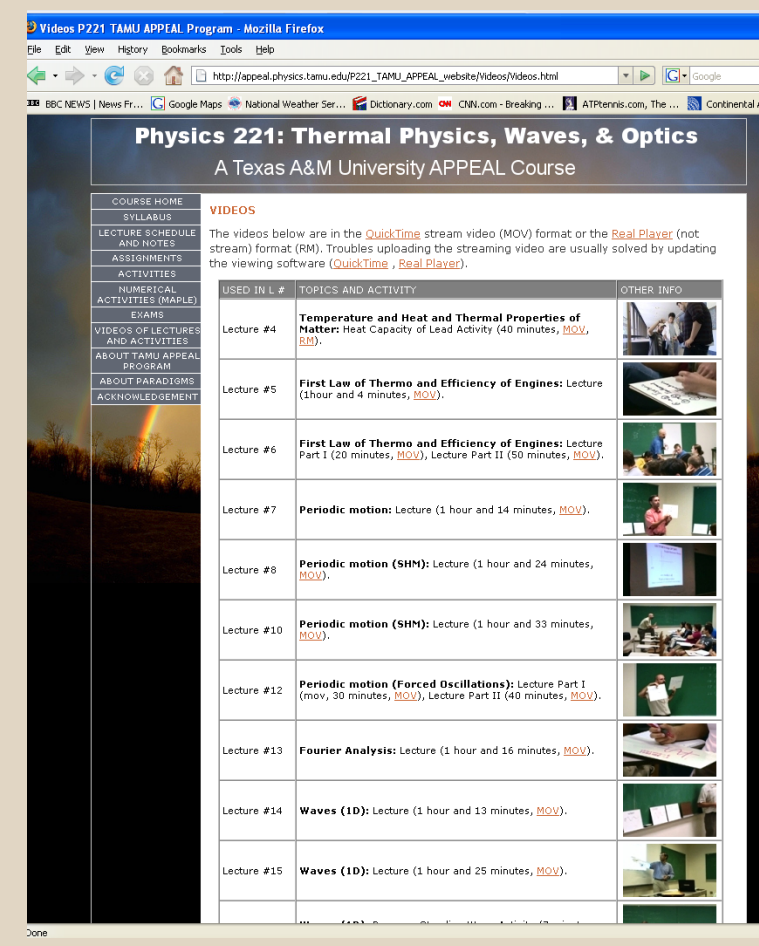 Videos P221 TAMU APPEAL Program - Mozilla Firefox
File Edit View History Bookmarks Tools Help
http://appeal.physics.tamu.edu/P221_TAMU_APPEAL_website/Videos/Videos.html
Google
BBC NEWS | News Fr... Google Maps National Weather Ser... Dictionary.com CNN.com - Breaking ... ATPtennis.com, The ... Continental
Physics 221: Thermal Physics, Waves, & Optics
A Texas A&M University APPEAL Course
COURSE HOME
SYLLABUS
LECTURE SCHEDULE
AND NOTES
ASSIGNMENTS
ACTIVITIES
NUMERICAL
ACTIVITIES (MAPLE)
EXAMS
VIDEOS OF LECTURES
AND ACTIVITIES
ABOUT TAMU APPEAL
PROGRAM
ABOUT PARADIGMS
ACKNOWLEDGEMENT
VIDEOS
The videos below are in the QuickTime stream video (MOV) format or the Real Player (not
stream) format (RM). Troubles uploading the streaming video are usually solved by updating
the viewing software (QuickTime , Real Player).
USED IN L # TOPICS AND ACTIVITY OTHER INFO
Lecture #4
Temperature and Heat and Thermal Properties of
Matter: Heat Capacity of Lead Activity (40 minutes, MOV,
RM).
Lecture #5
First Law of Thermo and Efficiency of Engines: Lecture
(1hour and 4 minutes, MOV).
Lecture #6
First Law of Thermo and Efficiency of Engines: Lecture
Part I (20 minutes, MOV), Lecture Part II (50 minutes, MOV).
Lecture #7
Periodic motion: Lecture (1 hour and 14 minutes, MOV).
Lecture #8
Periodic motion (SHM): Lecture (1 hour and 24 minutes,
MOV).
Lecture #10
Periodic motion (SHM): Lecture (1 hour and 33 minutes,
MOV).
Lecture #12
Periodic motion (Forced Oscillations): Lecture Part I
(mov, 30 minutes, MOV), Lecture Part II (40 minutes, MOV).
Lecture #13
Fourier Analysis: Lecture (1 hour and 16 minutes, MOV).
Lecture #14
Waves (1D): Lecture (1 hour and 13 minutes, MOV).
Lecture #15
Waves (1D): Lecture (1 hour and 25 minutes, MOV).
Done